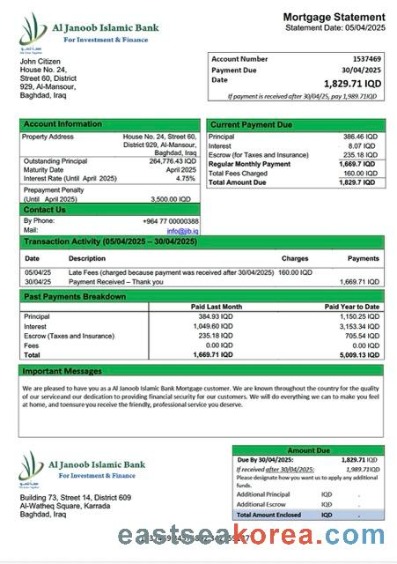 Al Janoob Islamic Bank
For Investment & Finance
Mortgage Statement
Statement Date: 05/04/2025
John Citizen
House No. 24,
Street 60, District
929, Al-Mansour,
Baghdad, Iraq
Account Number 1537469
Payment Due 30/04/2025
Date 1,829.71 IQD
If payment is received after 30/04/25, pay 1,989.71IQD
Account Information
Property Address House No. 24, Street 60,
District 929, Al-Mansour,
Baghdad, Iraq
Outstanding Principal 264,776.43 IQD
Maturity Date April 2025
Interest Rate (Until April 2025) 4.75%
Prepayment Penalty
(Until April 2025) 3,500.00 IQD
Contact Us
By Phone: +964 77 00000388
Mail: info@jib.iq
Current Payment Due
Principal 386.46 IQD
Interest 8.07 IQD
Escrow (for Taxes and Insurance) 235.18 IQD
Regular Monthly Payment 1,669.7 IQD
Total Fees Charged 160.00 IQD
Total Amount Due 1,829.7 IQD
Transaction Activity (05/04/2025 – 30/04/2025)
Date Description Charges Payments
05/04/25 Late Fees (charged because payment was received after 30/04/2025) 160.00 IQD
30/04/25 Payment Received – Thank you 1,669.71 IQD
Past Payments Breakdown
Paid Last Month Paid Year to Date
Principal 384.93 IQD 1,150.25 IQD
Interest 1,049.60 IQD 3,153.34 IQD
Escrow (Taxes and Insurance) 235.18 IQD 705.54 IQD
Fees 0.00 IQD 0.00 IQD
Total 1,669.71 IQD 5,009.13 IQD
Important Messages
We are pleased to have you as a Al Janoob Islamic Bank Mortgage customer. We are known throughout the country for the quality
of our serviceand our dedication to providing financial security for our customers. We will do everything we can to make you feel
at home, and toensure you receive the friendly, professional service you deserve.
Al Janoob Islamic Bank
For Investment & Finance
Building 73, Street 14, District 609
Al-Watheq Square, Karrada
Baghdad, Iraq
Amount Due
Due By 30/04/2025: 1,829.71 IQD
If received after 30/04/2025: 1,989.71IQD
Please designate how you want us to apply any additional
funds.
Additional Principal IQD
Additional Escrow IQD
Total Amount Enclosed IQD
eastseakorea.com